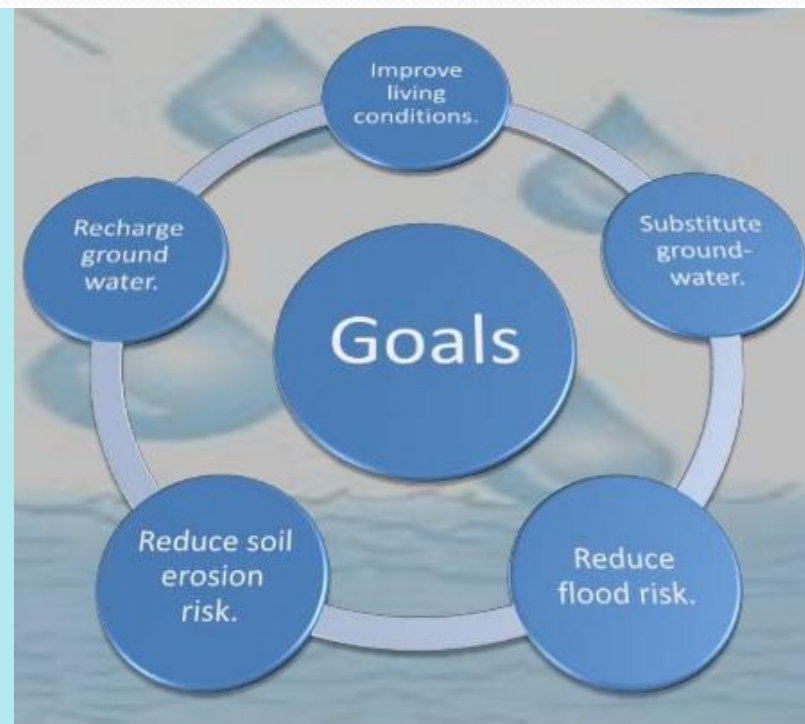 Goals
Improve
living
conditions.
Substitute
ground-
water.
Reduce
flood risk.
Reduce soil
erosion
risk.
Recharge
ground
water.